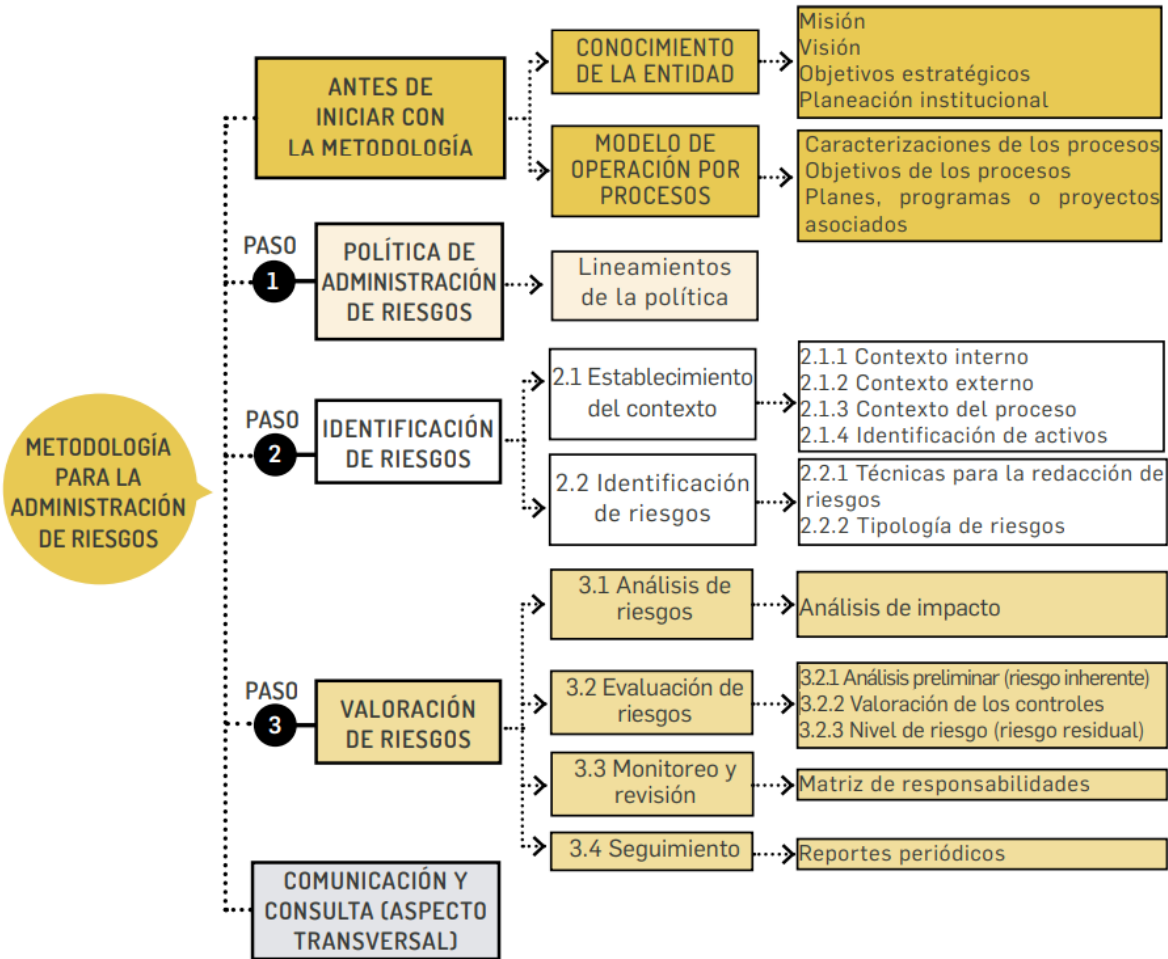 METODOLOGÍA
PARA LA
ADMINISTRACIÓN
DE RIESGOS
ANTES DE
INICIAR CON
LA METODOLOGÍA
CONOCIMIENTO
DE LA ENTIDAD
Misión
Visión
Objetivos estratégicos
Planeación institucional
MODELO DE
OPERACIÓN POR
PROCESOS
Caracterizaciones de los procesos
Objetivos de los procesos
Planes, programas o proyectos
asociados
PASO
1
POLÍTICA DE
ADMINISTRACIÓN
DE RIESGOS
Lineamientos
de la política
PASO
2
IDENTIFICACIÓN
DE RIESGOS
2.1 Establecimiento
del contexto
2.1.1 Contexto interno
2.1.2 Contexto externo
2.1.3 Contexto del proceso
2.1.4 Identificación de activos
2.2 Identificación
de riesgos
2.2.1 Técnicas para la redacción de
riesgos
2.2.2 Tipología de riesgos
PASO
3
VALORACIÓN
DE RIESGOS
3.1 Análisis de
riesgos
Análisis de impacto
3.2 Evaluación de
riesgos
3.2.1 Análisis preliminar (riesgo inherente)
3.2.2 Valoración de los controles
3.2.3 Nivel de riesgo (riesgo residual)
3.3 Monitoreo y
revisión
Matriz de responsabilidades
3.4 Seguimiento
Reportes periódicos
COMUNICACIÓN Y
CONSULTA (ASPECTO
TRANSVERSAL)